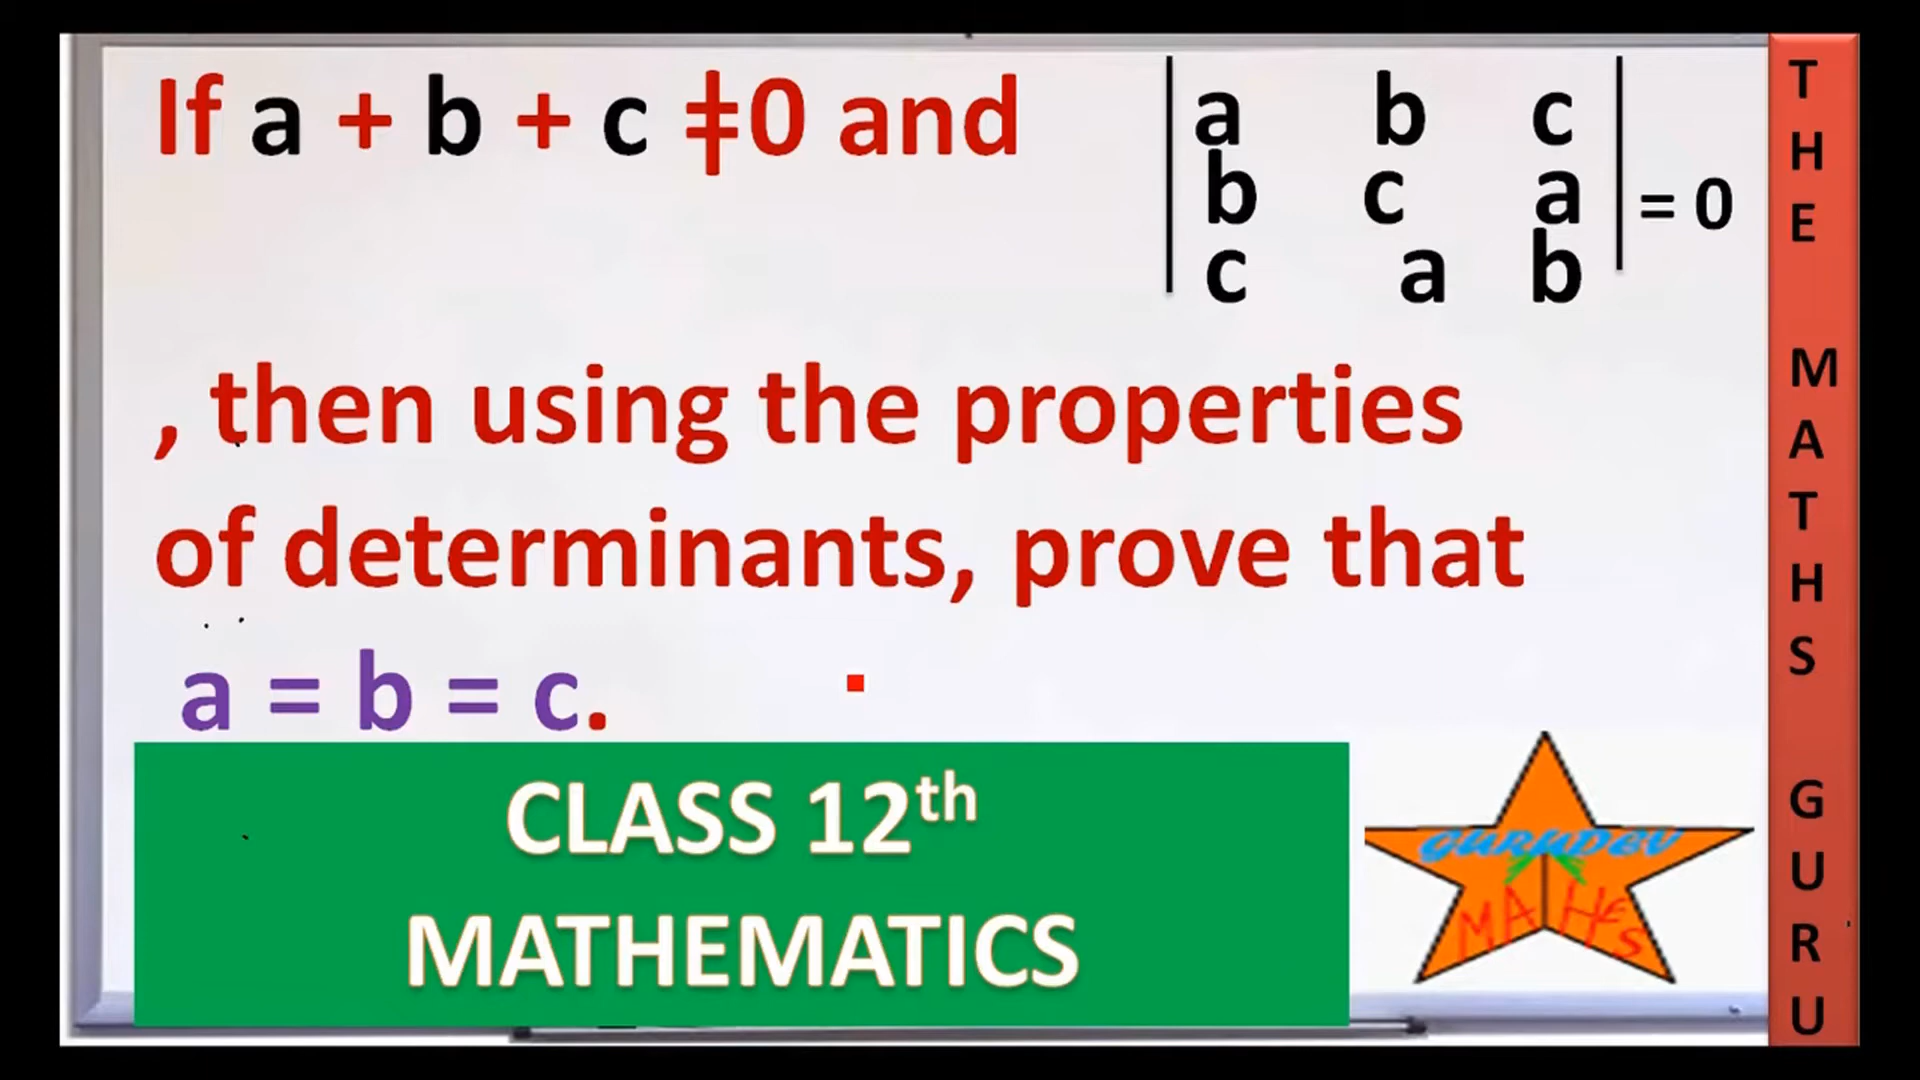 If a + b + c ≠0 and
a b c
b c a = 0
c a b
, then using the properties
of determinants, prove that
a = b = c.
CLASS 12th
MATHEMATICS
GURUDEV
MATHS
THE MATHS GURU